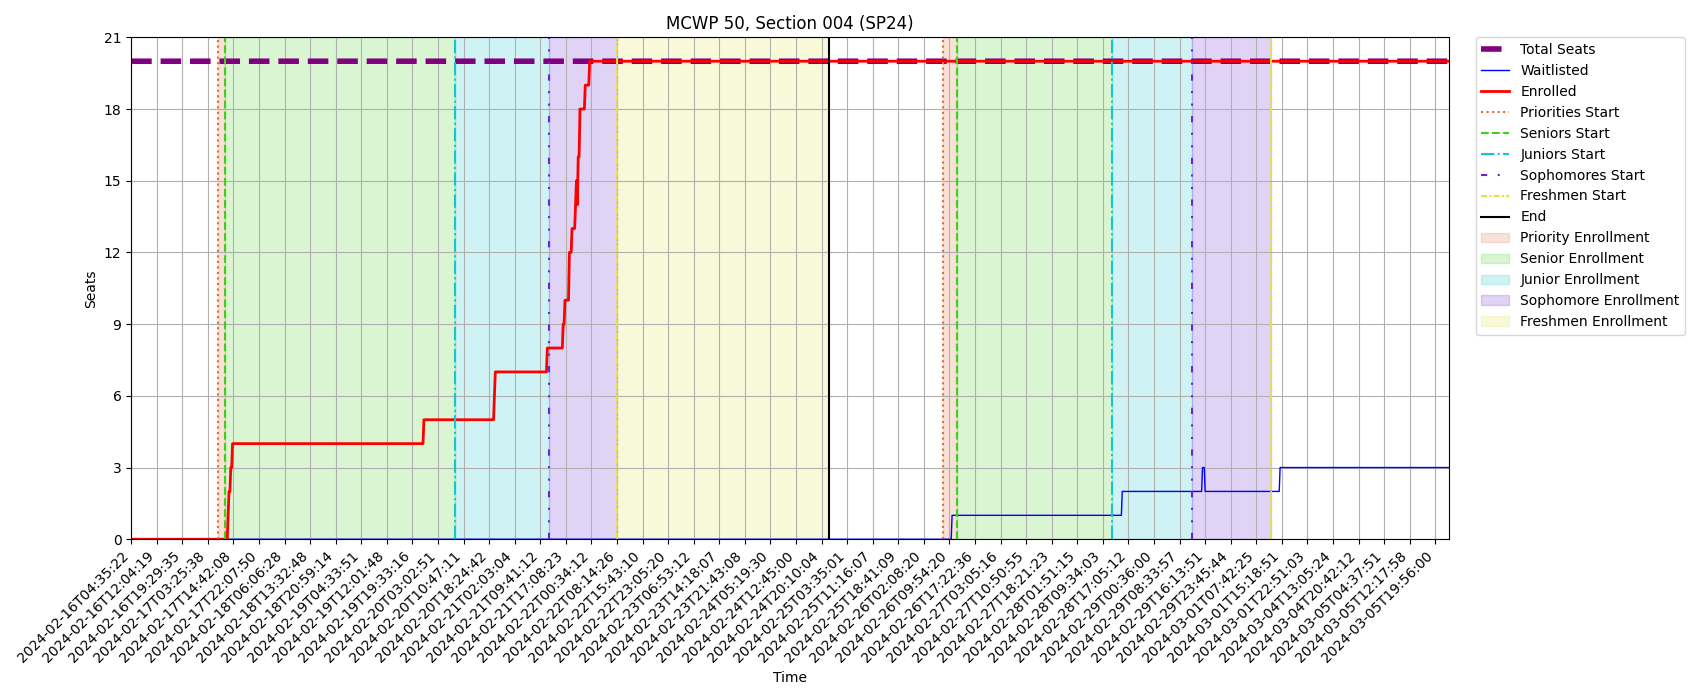 MCWP 50, Section 004 (SP24)
21
18
15
12
9
6
3
0
Seats
2024-02-16T04:35:22
2024-02-16T12:04:19
2024-02-16T19:29:35
2024-02-17T03:25:38
2024-02-17T14:42:08
2024-02-17T22:07:50
2024-02-18T06:06:28
2024-02-18T13:32:48
2024-02-18T20:59:14
2024-02-19T04:33:51
2024-02-19T12:01:48
2024-02-19T19:33:16
2024-02-20T03:02:51
2024-02-20T10:47:11
2024-02-20T18:24:42
2024-02-21T02:03:04
2024-02-21T09:41:12
2024-02-21T17:08:23
2024-02-22T00:34:12
2024-02-22T08:14:26
2024-02-22T15:43:10
2024-02-22T23:05:20
2024-02-23T06:53:12
2024-02-23T14:18:07
2024-02-23T21:43:08
2024-02-24T05:19:30
2024-02-24T12:45:00
2024-02-24T20:10:04
2024-02-25T03:35:01
2024-02-25T11:16:07
2024-02-25T18:41:09
2024-02-26T02:08:20
2024-02-26T09:54:20
2024-02-26T17:22:36
2024-02-27T03:05:16
2024-02-27T10:50:55
2024-02-27T18:21:23
2024-02-28T01:51:15
2024-02-28T09:34:03
2024-02-28T17:05:12
2024-02-29T00:36:00
2024-02-29T08:33:57
2024-02-29T16:13:51
2024-02-29T23:45:44
2024-03-01T07:42:25
2024-03-01T15:18:51
2024-03-01T22:51:03
2024-03-04T13:05:24
2024-03-04T20:42:12
2024-03-05T04:37:51
2024-03-05T12:17:58
2024-03-05T19:56:00
Time
Total Seats
Waitlisted
Enrolled
Priorities Start
Seniors Start
Juniors Start
Sophomores Start
Freshmen Start
End
Priority Enrollment
Senior Enrollment
Junior Enrollment
Sophomore Enrollment
Freshmen Enrollment